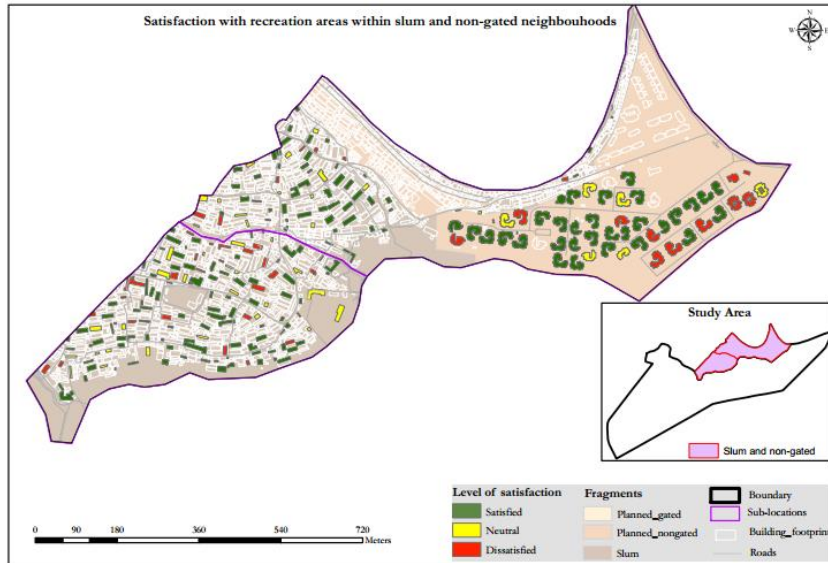 Satisfaction with recreation areas within slum and non-gated neighbouhoods
N
W E
S
Study Area
Slum and non-gated
Level of satisfaction
Satisfied
Neutral
Dissatisfied
Fragments
Planned_gated
Planned_nongated
Slum
Boundary
Sub-locations
Building_footprint
Roads
0 90 180 360 540 720
Meters